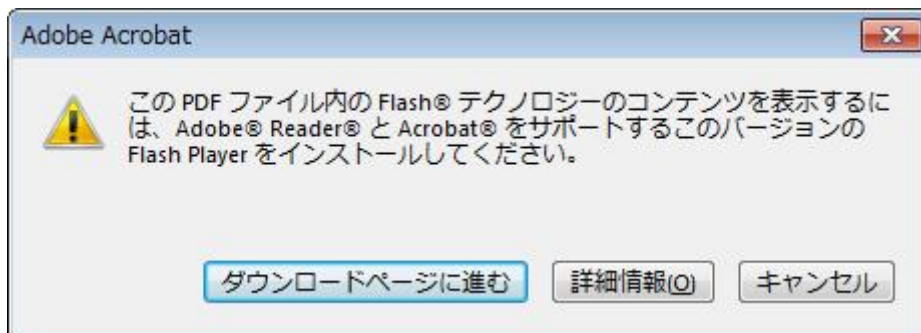 Adobe Acrobat
この PDF ファイル内の Flash® テクノロジーのコンテンツを表示するに
は、Adobe® Reader® と Acrobat® をサポートするこのバージョンの
Flash Player をインストールしてください。
ダウンロードページに進む 詳細情報(O) キャンセル